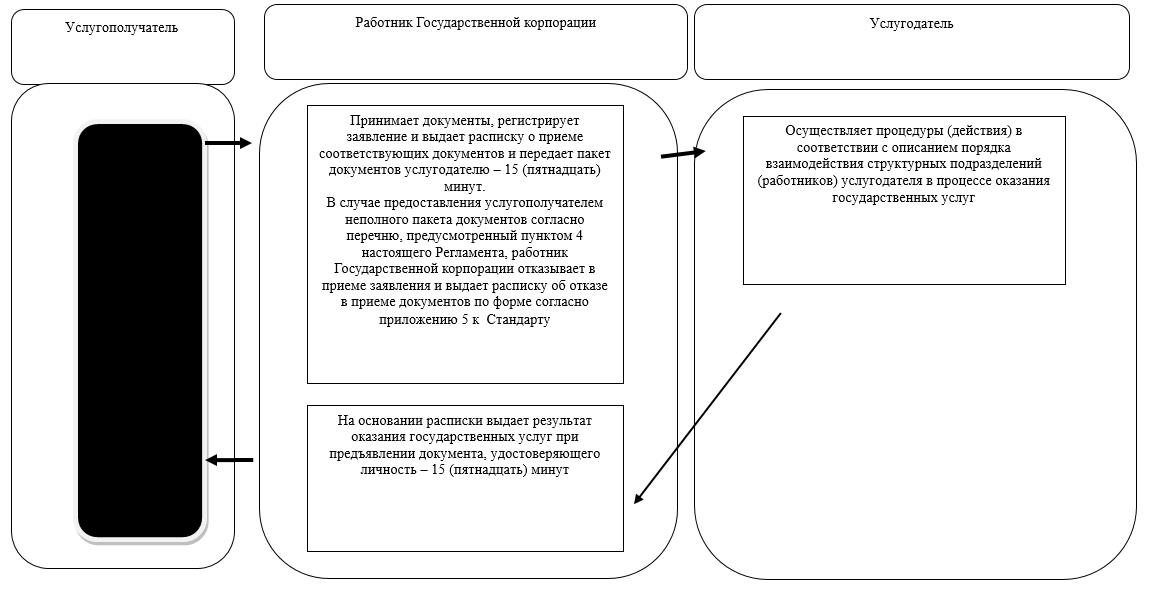 Услугополучатель
Работник Государственной корпорации
Услугодатель
Принимает документы, регистрирует
заявление и выдает расписку о приеме
соответствующих документов и передает пакет
документов услугодателю – 15 (пятнадцать)
минут.
В случае предоставления услугополучателем
неполного пакета документов согласно
перечню, предусмотренный пунктом 4
настоящего Регламента, работник
Государственной корпорации отказывает в
приеме заявления и выдает расписку об отказе
в приеме документов по форме согласно
приложению 5 к  Стандарту
На основании расписки выдает результат
оказания государственных услуг при
предъявлении документа, удостоверяющего
личность – 15 (пятнадцать) минут
Осуществляет процедуры (действия) в
соответствии с описанием порядка
взаимодействия структурных подразделений
(работников) услугодателя в процессе оказания
государственных услуг